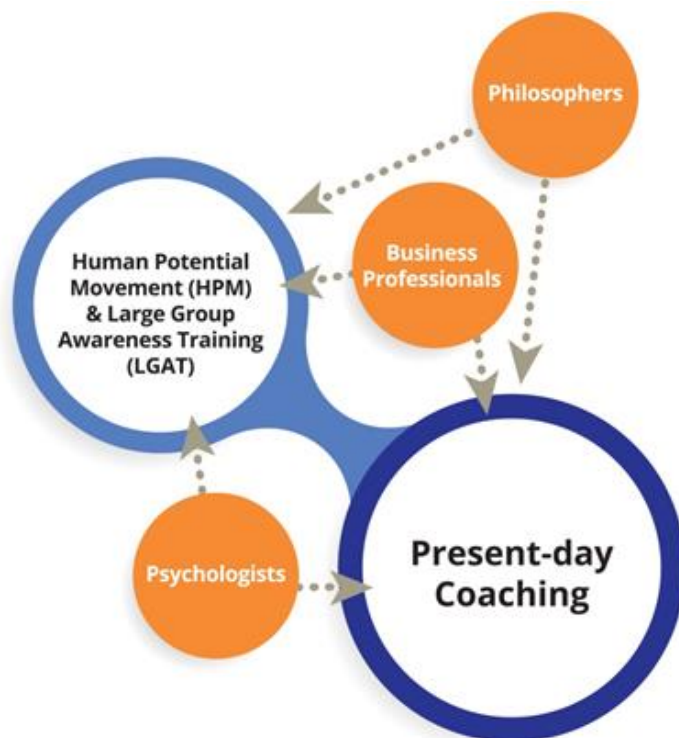 Philosophers
Business
Professionals
Human Potential
Movement (HPM)
& Large Group
Awareness Training
(LGAT)
Psychologists
Present-day
Coaching